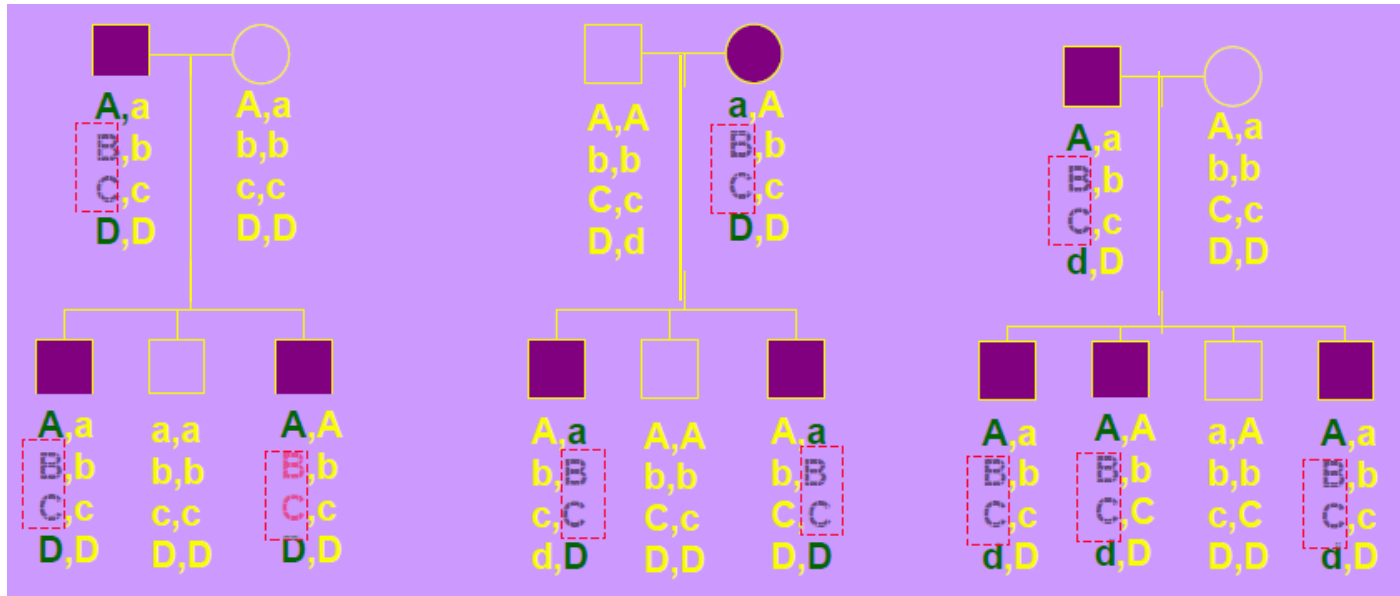 A,a
B,b
C,c
D,D
A,a
b,b
c,c
D,D
A,A
b,b
C,c
D,d
a,A
B,b
C,c
D,D
A,a
B,b
C,c
d,D
A,a
b,b
C,c
D,D
A,a
B,b
C,c
D,D
a,a
b,b
c,c
D,D
A,A
B,b
C,c
D,D
A,a
b,B
c,C
d,D
A,A
b,b
C,c
D,D
A,a
b,B
C,C
D,D
A,a
B,b
C,c
d,D
A,A
B,b
C,C
d,D
a,A
b,b
c,C
D,D
A,a
B,b
C,c
d,D